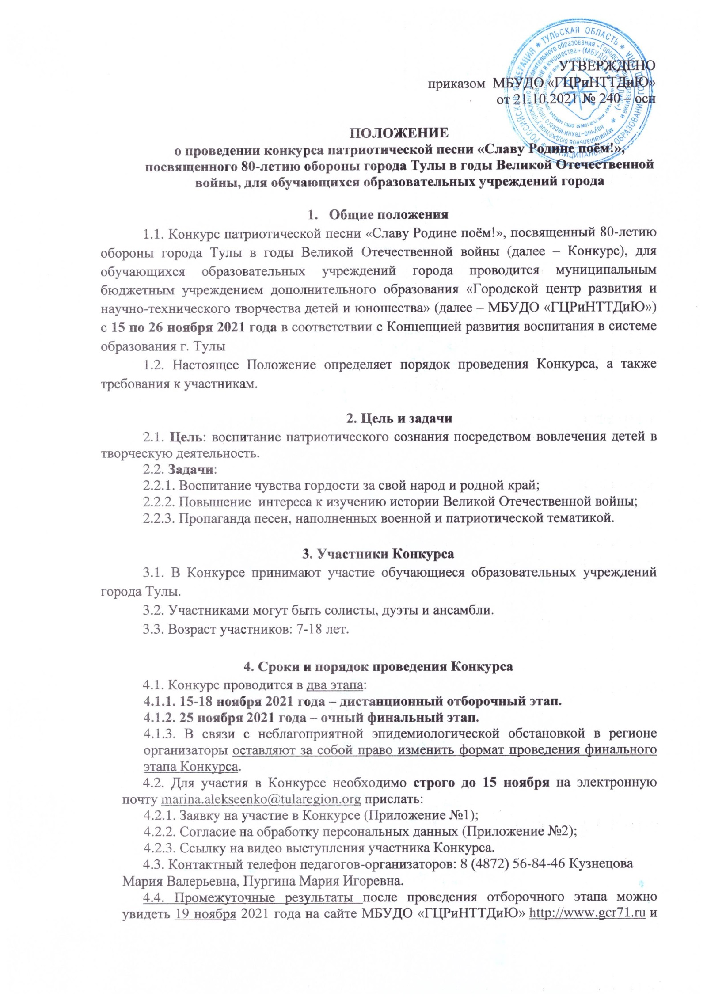 УТВЕРЖДЕНО
приказом МБУДО «ГЦРиНТТДиЮ»
от 21.10.2021 № 240 – осн
ПОЛОЖЕНИЕ
о проведении конкурса патриотической песни «Славу Родине поём!»,
посвященного 80-летию обороны города Тулы в годы Великой Отечественной
войны, для обучающихся образовательных учреждений города
1. Общие положения
1.1. Конкурс патриотической песни «Славу Родине поём!», посвященный 80-летию
обороны города Тулы в годы Великой Отечественной войны (далее – Конкурс), для
обучающихся образовательных учреждений города проводится муниципальным
бюджетным учреждением дополнительного образования «Городской центр развития и
научно-технического творчества детей и юношества» (далее – МБУДО «ГЦРиНТТДиЮ»)
с 15 по 26 ноября 2021 года в соответствии с Концепцией развития воспитания в системе
образования г. Тулы
1.2. Настоящее Положение определяет порядок проведения Конкурса, а также
требования к участникам.
2. Цель и задачи
2.1. Цель: воспитание патриотического сознания посредством вовлечения детей в
творческую деятельность.
2.2. Задачи:
2.2.1. Воспитание чувства гордости за свой народ и родной край;
2.2.2. Повышение интереса к изучению истории Великой Отечественной войны;
2.2.3. Пропаганда песен, наполненных военной и патриотической тематикой.
3. Участники Конкурса
3.1. В Конкурсе принимают участие обучающиеся образовательных учреждений
города Тулы.
3.2. Участниками могут быть солисты, дуэты и ансамбли.
3.3. Возраст участников: 7-18 лет.
4. Сроки и порядок проведения Конкурса
4.1. Конкурс проводится в два этапа:
4.1.1. 15-18 ноября 2021 года – дистанционный отборочный этап.
4.1.2. 25 ноября 2021 года – очный финальный этап.
4.1.3. В связи с неблагоприятной эпидемиологической обстановкой в регионе
организаторы оставляют за собой право изменить формат проведения финального
этапа Конкурса.
4.2. Для участия в Конкурсе необходимо строго до 15 ноября на электронную
почту marina.alekseenko@tularegion.org прислать:
4.2.1. Заявку на участие в Конкурсе (Приложение №1);
4.2.2. Согласие на обработку персональных данных (Приложение №2);
4.2.3. Ссылку на видео выступления участника Конкурса.
4.3. Контактный телефон педагогов-организаторов: 8 (4872) 56-84-46 Кузнецова
Мария Валерьевна, Пургина Мария Игоревна.
4.4. Промежуточные результаты после проведения отборочного этапа можно
увидеть 19 ноября 2021 года на сайте МБУДО «ГЦРиНТТДиЮ» http://www.gcr71.ru и
РОССИЙСКАЯ ФЕДЕРАЦИЯ * ТУЛЬСКАЯ ОБЛАСТЬ *